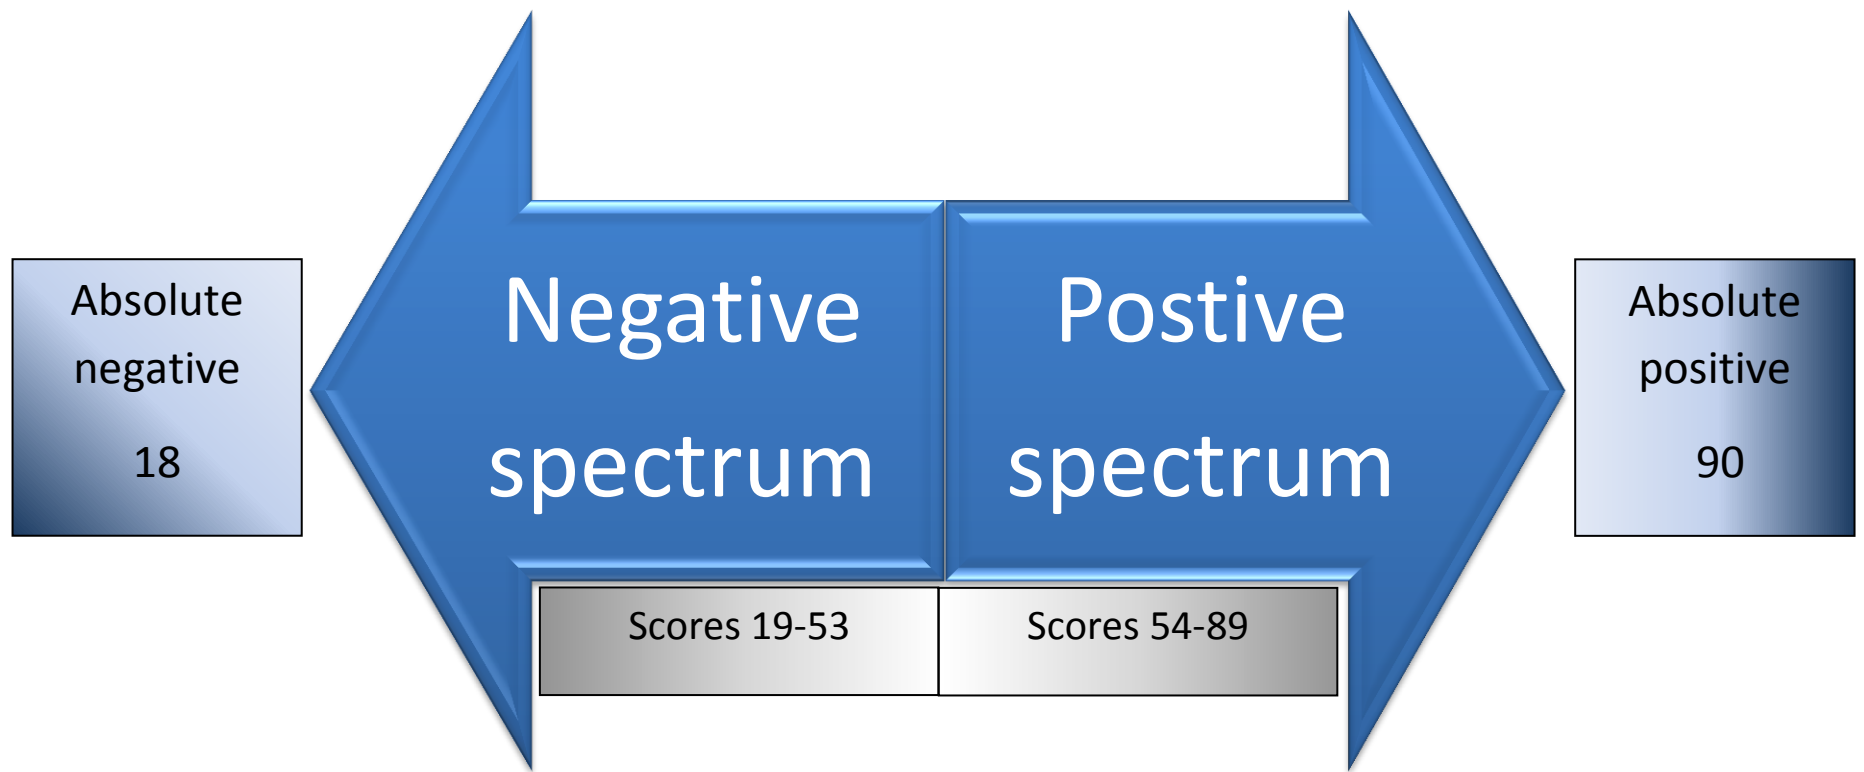 Absolute
negative
18
Negative
spectrum
Postive
spectrum
Absolute
positive
90
Scores 19-53
Scores 54-89